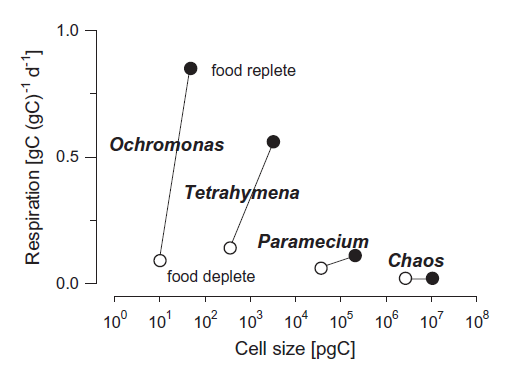 1.0
food replete
Ochromonas
0.5
Tetrahymena
Paramecium
Chaos
food deplete
0.0
Respiration [gC (gC)⁻¹ d⁻¹]
10⁰ 10¹ 10² 10³ 10⁴ 10⁵ 10⁶ 10⁷ 10⁸
Cell size [pgC]